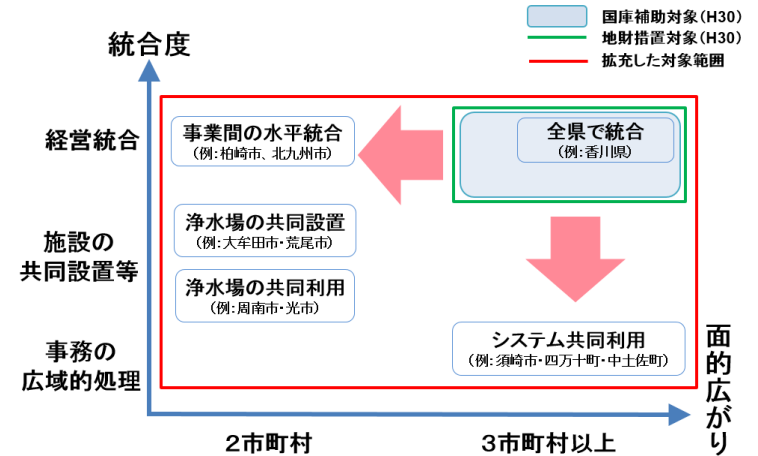 国庫補助対象（H30）
地財措置対象（H30）
拡充した対象範囲
統合度
経営統合
施設の
共同設置等
事務の
広域的処理
事業間の水平統合
（例：柏崎市、北九州市）
全県で統合
（例：香川県）
浄水場の共同設置
（例：大牟田市・荒尾市）
浄水場の共同利用
（例：周南市・光市）
システム共同利用
（例：須崎市・四万十町・中土佐町）
面的広がり
２市町村
３市町村以上